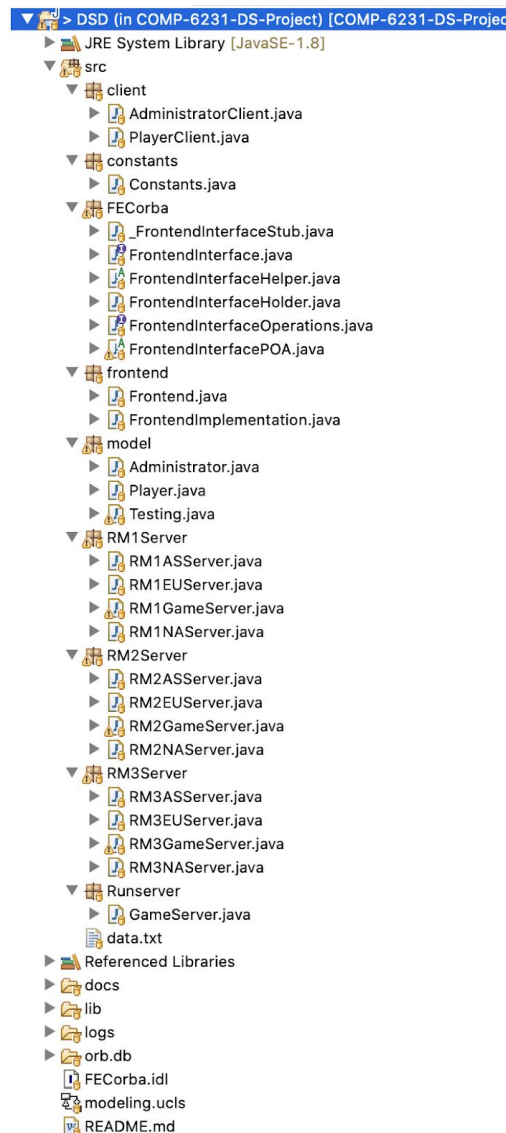 > DSD (in COMP-6231-DS-Project) [COMP-6231-DS-Projec
JRE System Library [JavaSE-1.8]
src
client
AdministratorClient.java
PlayerClient.java
constants
Constants.java
FECorba
_FrontendInterfaceStub.java
FrontendInterface.java
FrontendInterfaceHelper.java
FrontendInterfaceHolder.java
FrontendInterfaceOperations.java
FrontendInterfacePOA.java
frontend
Frontend.java
FrontendImplementation.java
model
Administrator.java
Player.java
Testing.java
RM1Server
RM1ASServer.java
RM1EUServer.java
RM1GameServer.java
RM1NAServer.java
RM2Server
RM2ASServer.java
RM2EUServer.java
RM2GameServer.java
RM2NAServer.java
RM3Server
RM3ASServer.java
RM3EUServer.java
RM3GameServer.java
RM3NAServer.java
Runserver
GameServer.java
data.txt
Referenced Libraries
docs
lib
logs
orb.db
FECorba.idl
modeling.ucls
README.md